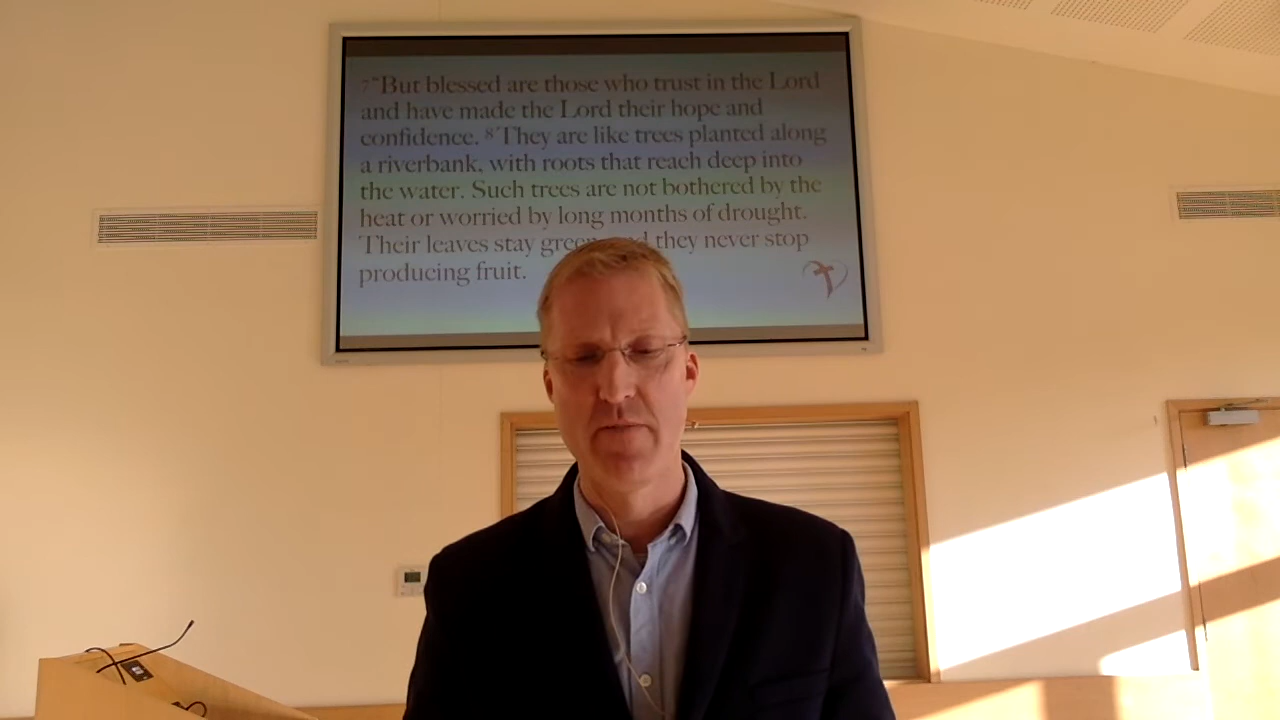 7 “But blessed are those who trust in the Lord
and have made the Lord their hope and
confidence. 8 They are like trees planted along
a riverbank, with roots that reach deep into
the water. Such trees are not bothered by the
heat or worried by long months of drought.
Their leaves stay green they never stop
producing fruit.